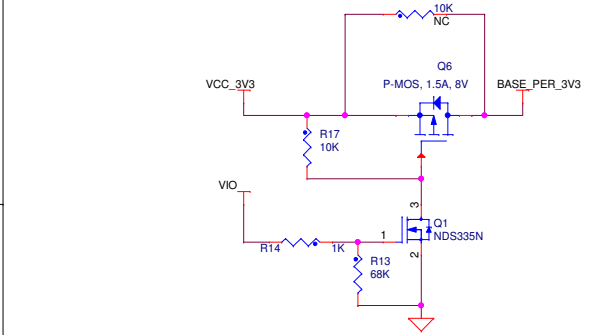 10K
NC
Q6
VCC_3V3
P-MOS, 1.5A, 8V
BASE_PER_3V3
R17
10K
VIO
3
Q1
1
NDS335N
R14
1K
2
R13
68K